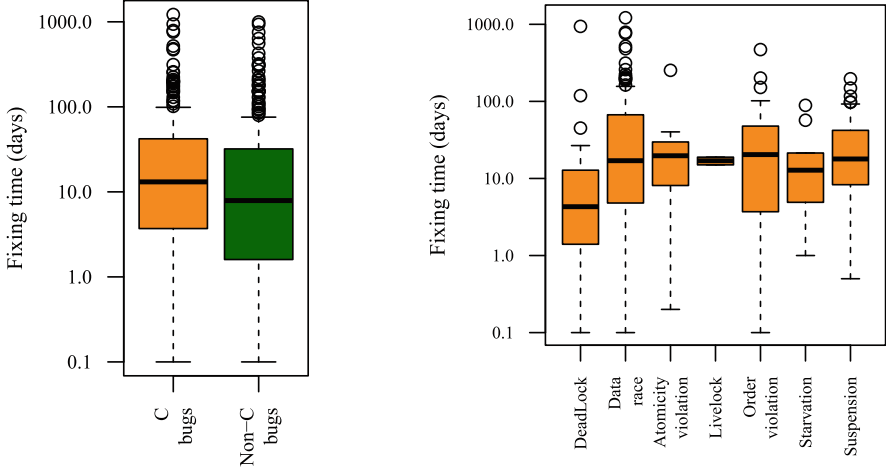 Fixing time (days)
1000.0
100.0
10.0
1.0
0.1
C
bugs
Non−C
bugs
Fixing time (days)
1000.0
100.0
10.0
1.0
0.1
DeadLock
Data
race
Atomicity
violation
Livelock
Order
violation
Starvation
Suspension